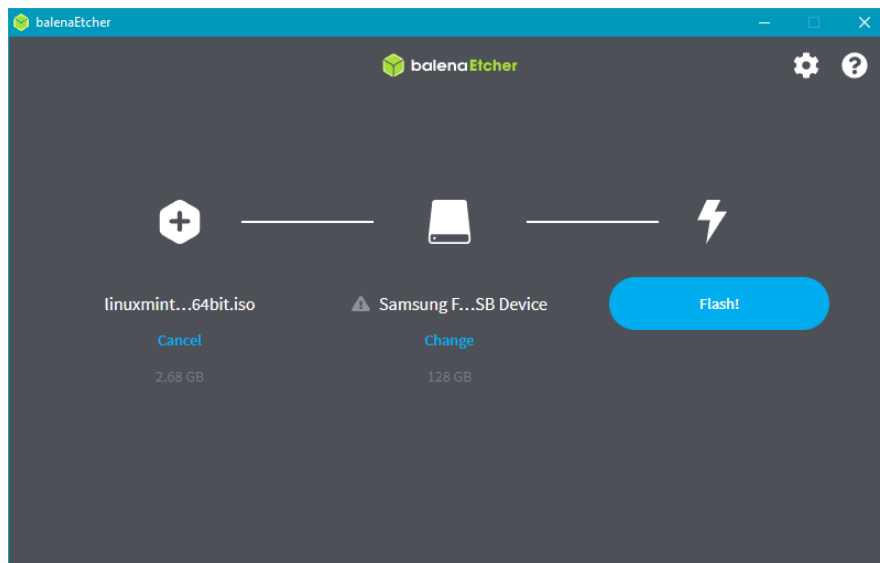 balenaEtcher
balenaEtcher
linuxmint...64bit.iso
Samsung F...SB Device
Flash!
Cancel
Change
2.68 GB
128 GB